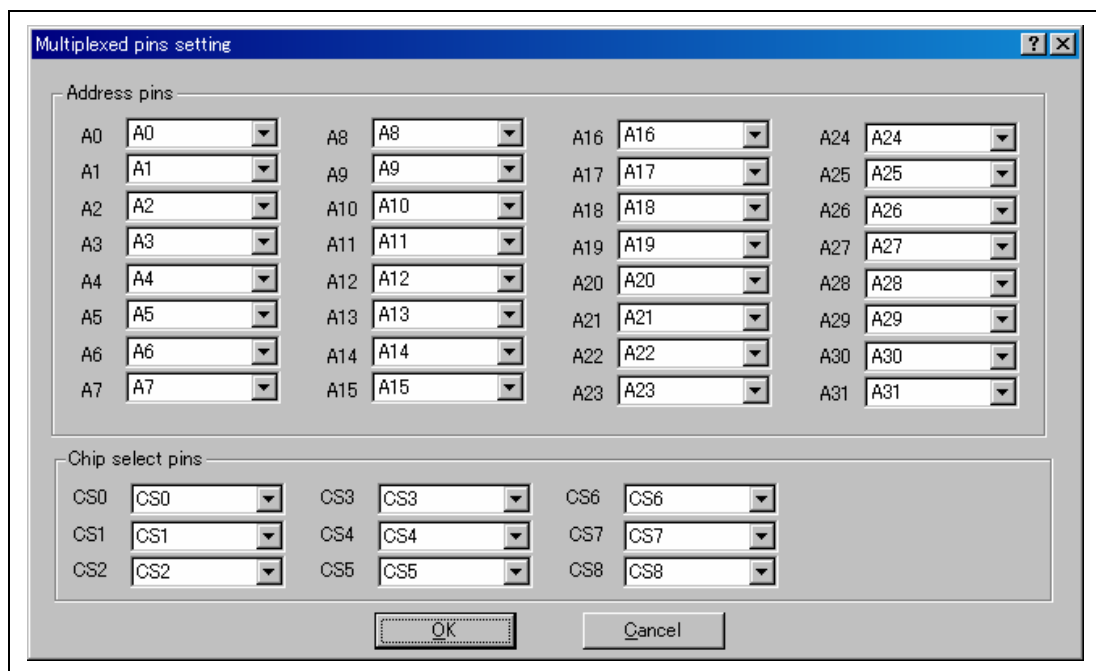 Multiplexed pins setting
Address pins
A0 A0 A8 A8 A16 A16 A24 A24
A1 A1 A9 A9 A17 A17 A25 A25
A2 A2 A10 A10 A18 A18 A26 A26
A3 A3 A11 A11 A19 A19 A27 A27
A4 A4 A12 A12 A20 A20 A28 A28
A5 A5 A13 A13 A21 A21 A29 A29
A6 A6 A14 A14 A22 A22 A30 A30
A7 A7 A15 A15 A23 A23 A31 A31
Chip select pins
CS0 CS0 CS3 CS3 CS6 CS6
CS1 CS1 CS4 CS4 CS7 CS7
CS2 CS2 CS5 CS5 CS8 CS8
OK Cancel